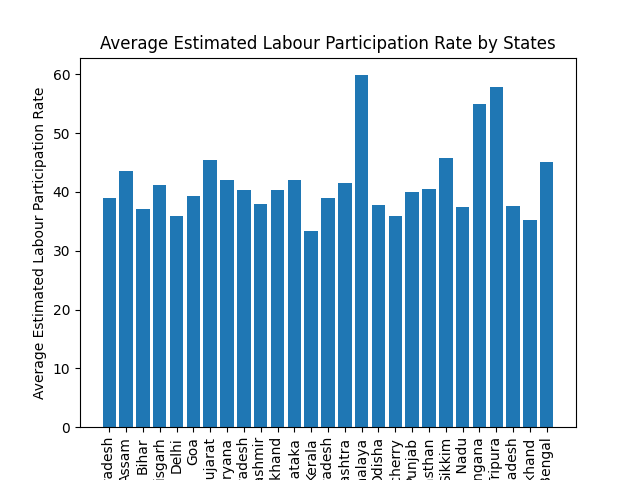 Average Estimated Labour Participation Rate by States
Average Estimated Labour Participation Rate
60
50
40
30
20
10
0
adesh
Assam
Bihar
isgarh
Delhi
Goa
ujarat
ryana
adesh
ashmir
khand
ataka
Kerala
adesh
ashtra
alaya
Odisha
cherry
Punjab
asthan
Sikkim
Nadu
ngana
Tripura
adesh
khand
Bengal